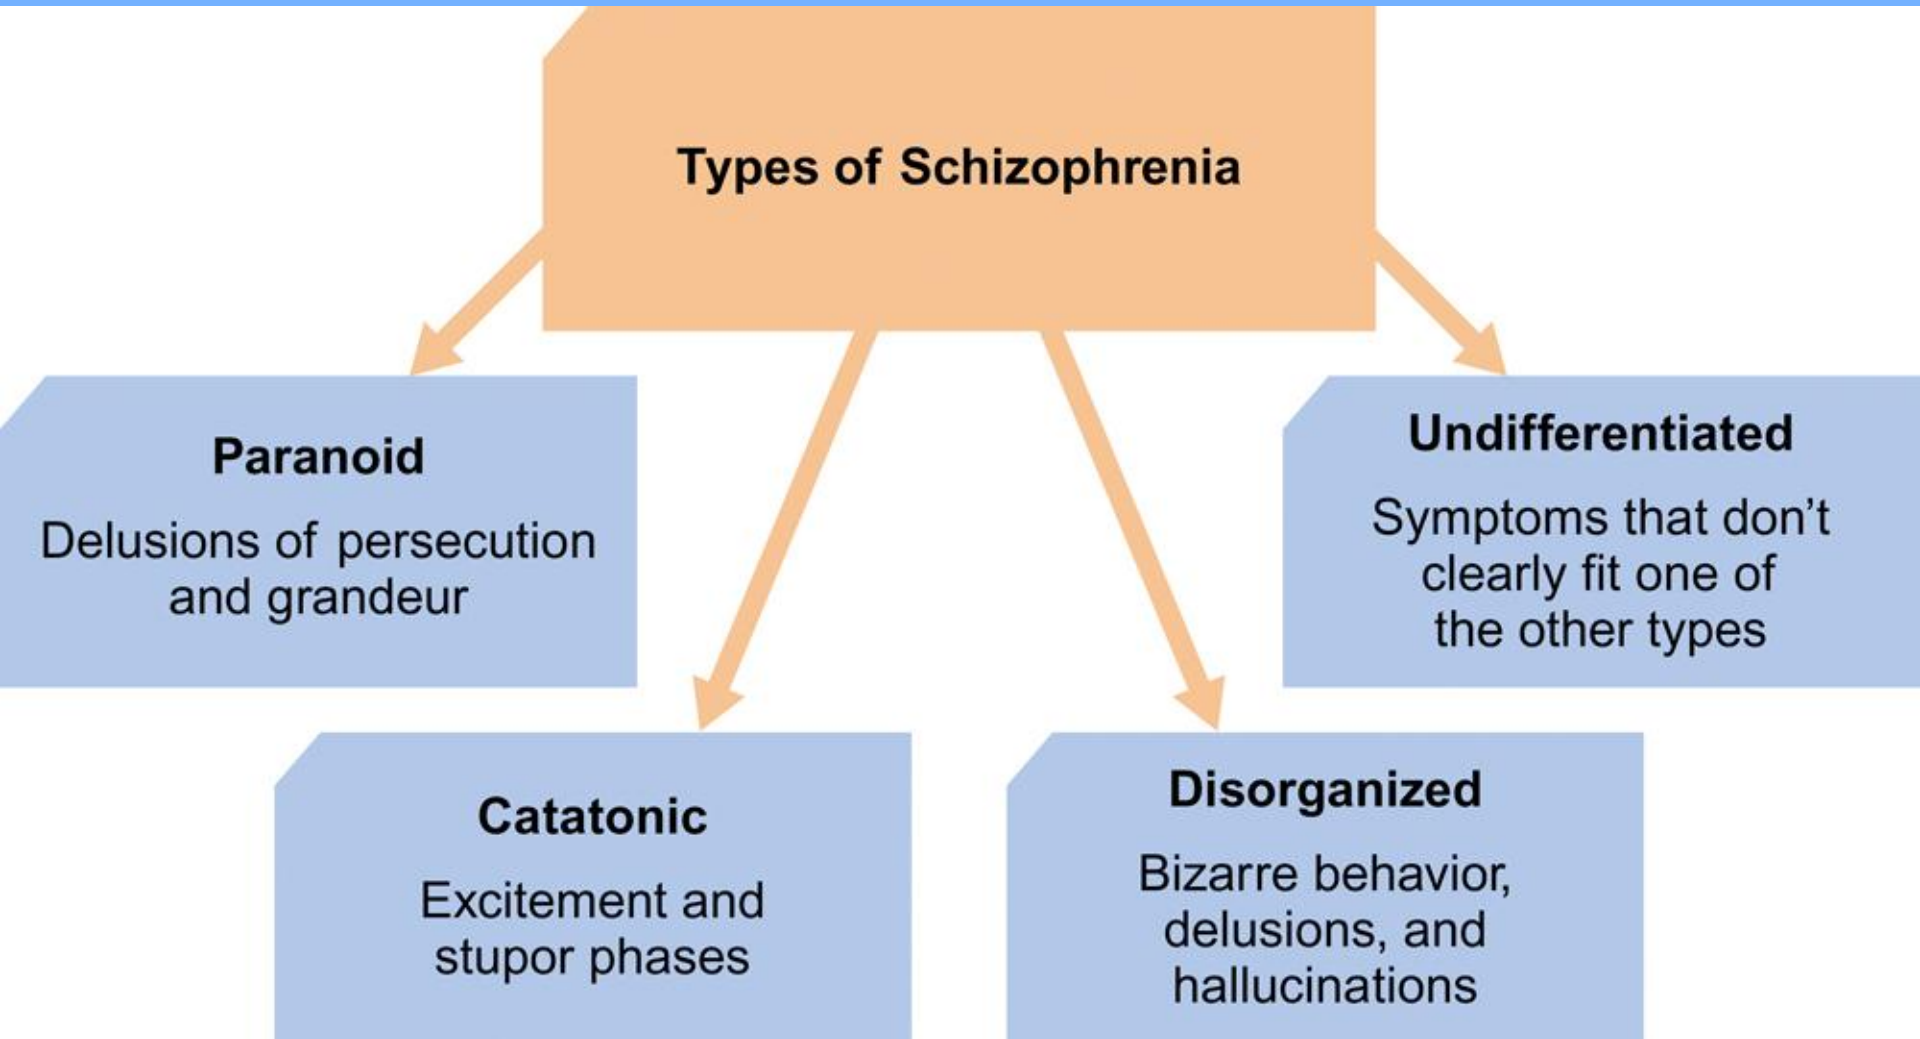 Types of Schizophrenia
Paranoid
Delusions of persecution
and grandeur
Undifferentiated
Symptoms that don’t
clearly fit one of
the other types
Catatonic
Excitement and
stupor phases
Disorganized
Bizarre behavior,
delusions, and
hallucinations